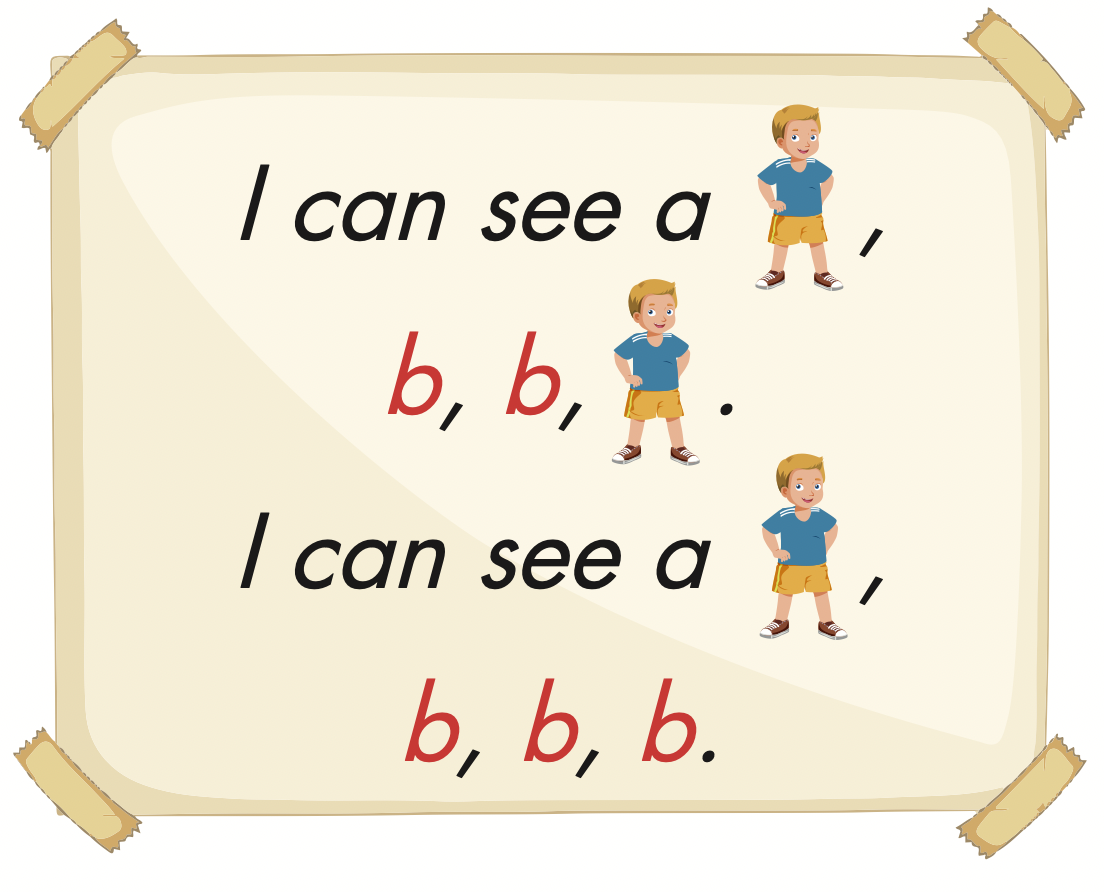 I can see a ,
b, b, .
I can see a ,
b, b, b.